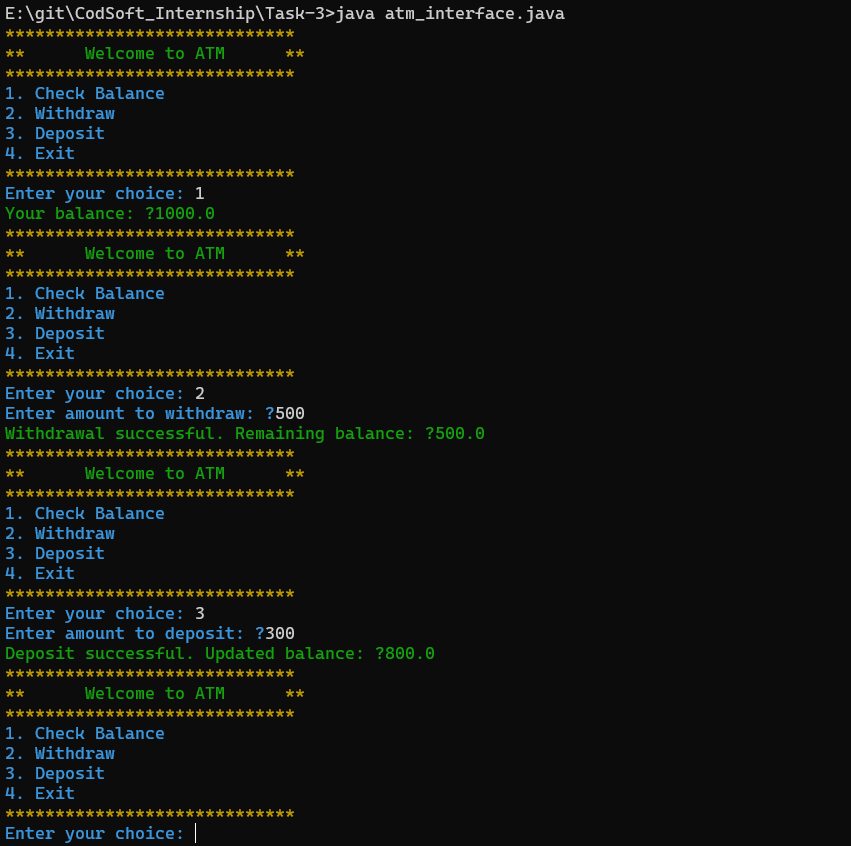 E:\git\CodSoft_Internship\Task-3>java atm_interface.java
*****************************
**      Welcome to ATM      **
*****************************
1. Check Balance
2. Withdraw
3. Deposit
4. Exit
*****************************
Enter your choice: 1
Your balance: ?1000.0
*****************************
**      Welcome to ATM      **
*****************************
1. Check Balance
2. Withdraw
3. Deposit
4. Exit
*****************************
Enter your choice: 2
Enter amount to withdraw: ?500
Withdrawal successful. Remaining balance: ?500.0
*****************************
**      Welcome to ATM      **
*****************************
1. Check Balance
2. Withdraw
3. Deposit
4. Exit
*****************************
Enter your choice: 3
Enter amount to deposit: ?300
Deposit successful. Updated balance: ?800.0
*****************************
**      Welcome to ATM      **
*****************************
1. Check Balance
2. Withdraw
3. Deposit
4. Exit
*****************************
Enter your choice: